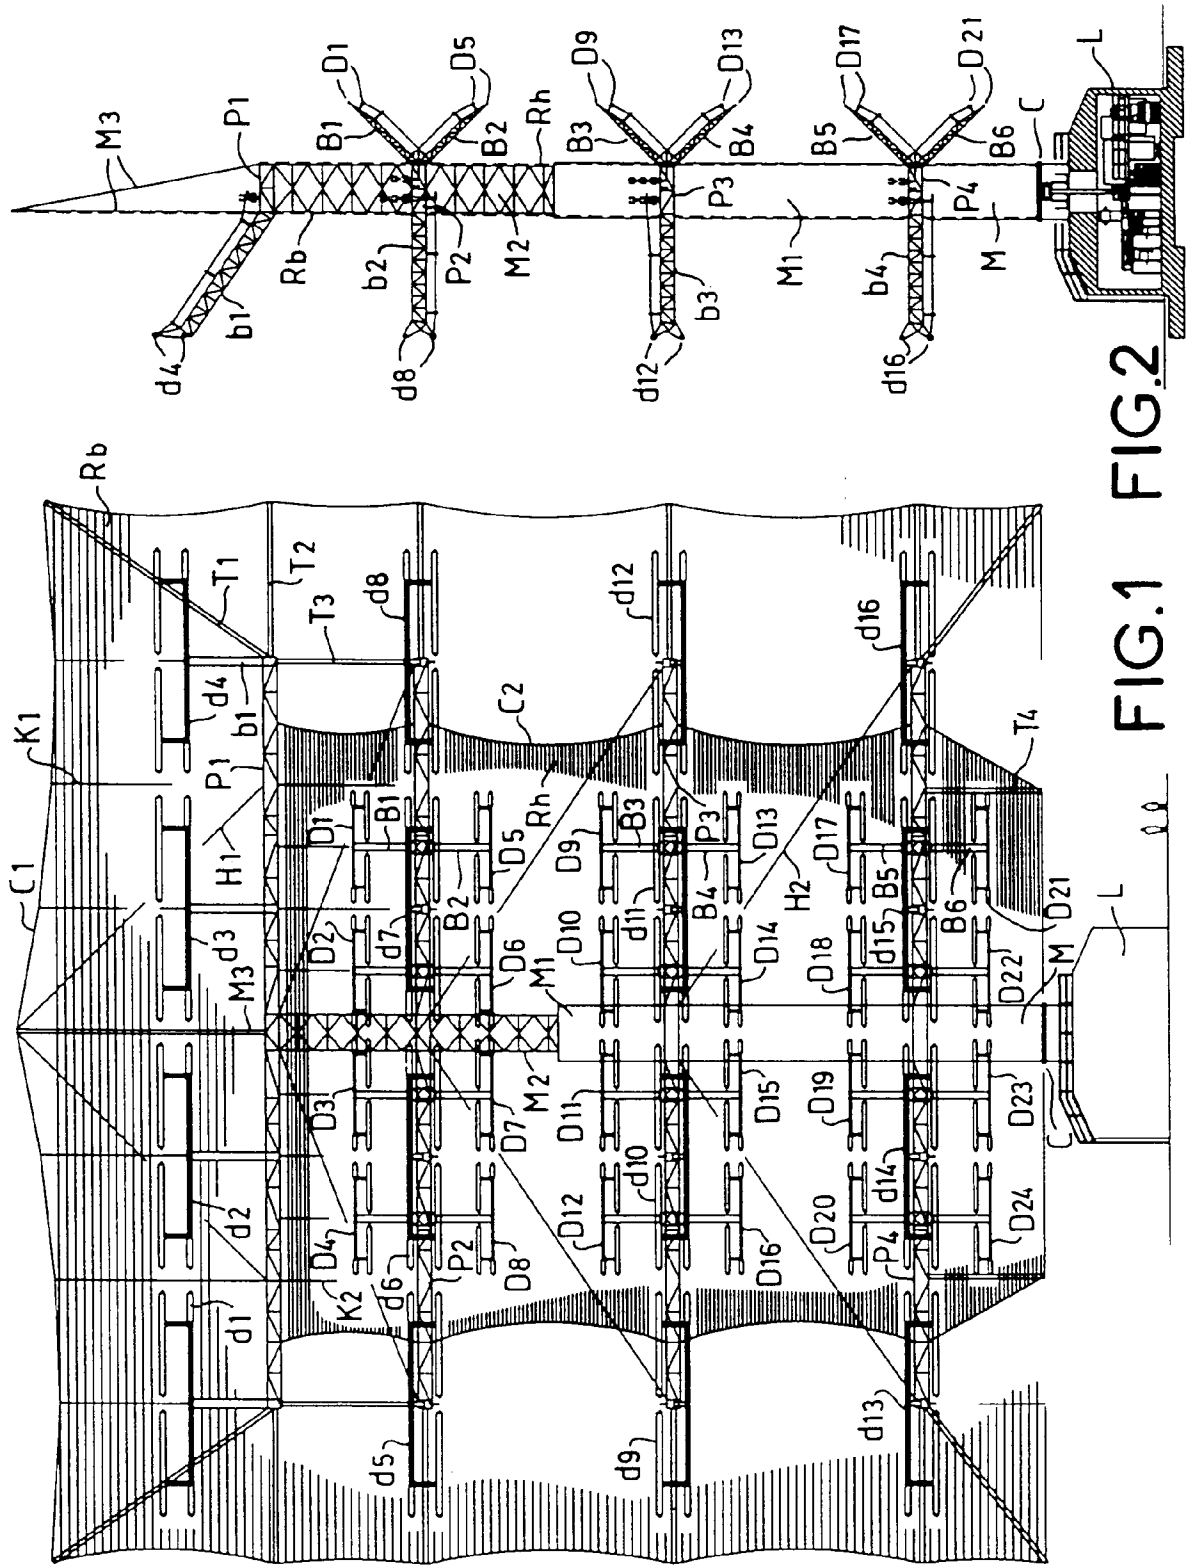 M3
P1
D1
D5
D9
D13
D17
D21
B1
B2
Rh
B3
B4
B5
B6
C
L
d4
b1
Rb
b2
d8
P2
M2
d12
b3
P3
M1
d16
b4
P4
M
FIG.2
C1
K1
Rb
H1
P1
b1
d4
T1
T2
T3
d8
d3
M3
d2
d1
D1
B1
D2
d7
B2
D5
D6
M1
Rh
C2
D3
M2
D7
D4
K2
d6
P2
D8
d5
d12
D9
B3
P3
D10
d11
B4
D13
D14
H2
D11
D15
d10
D12
D16
d9
d16
D17
B5
T4
D18
d15
B6
D21
D22
D19
D23
d14
D20
P4
D24
d13
M
L
FIG.1